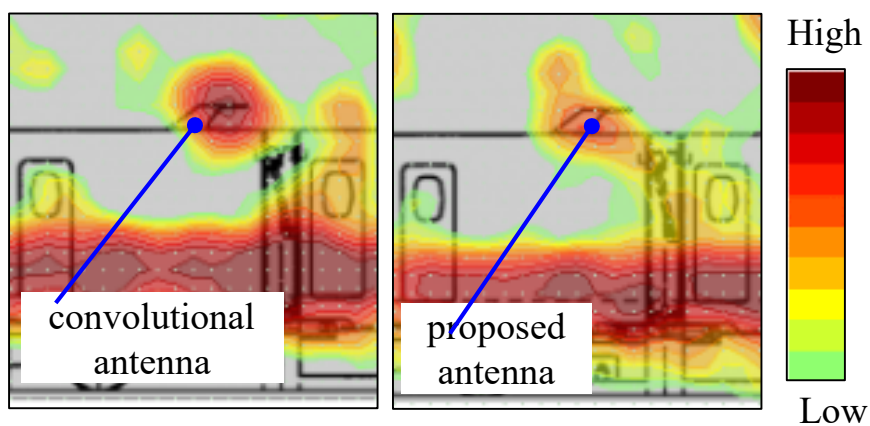 High
convolutional
antenna
proposed
antenna
Low